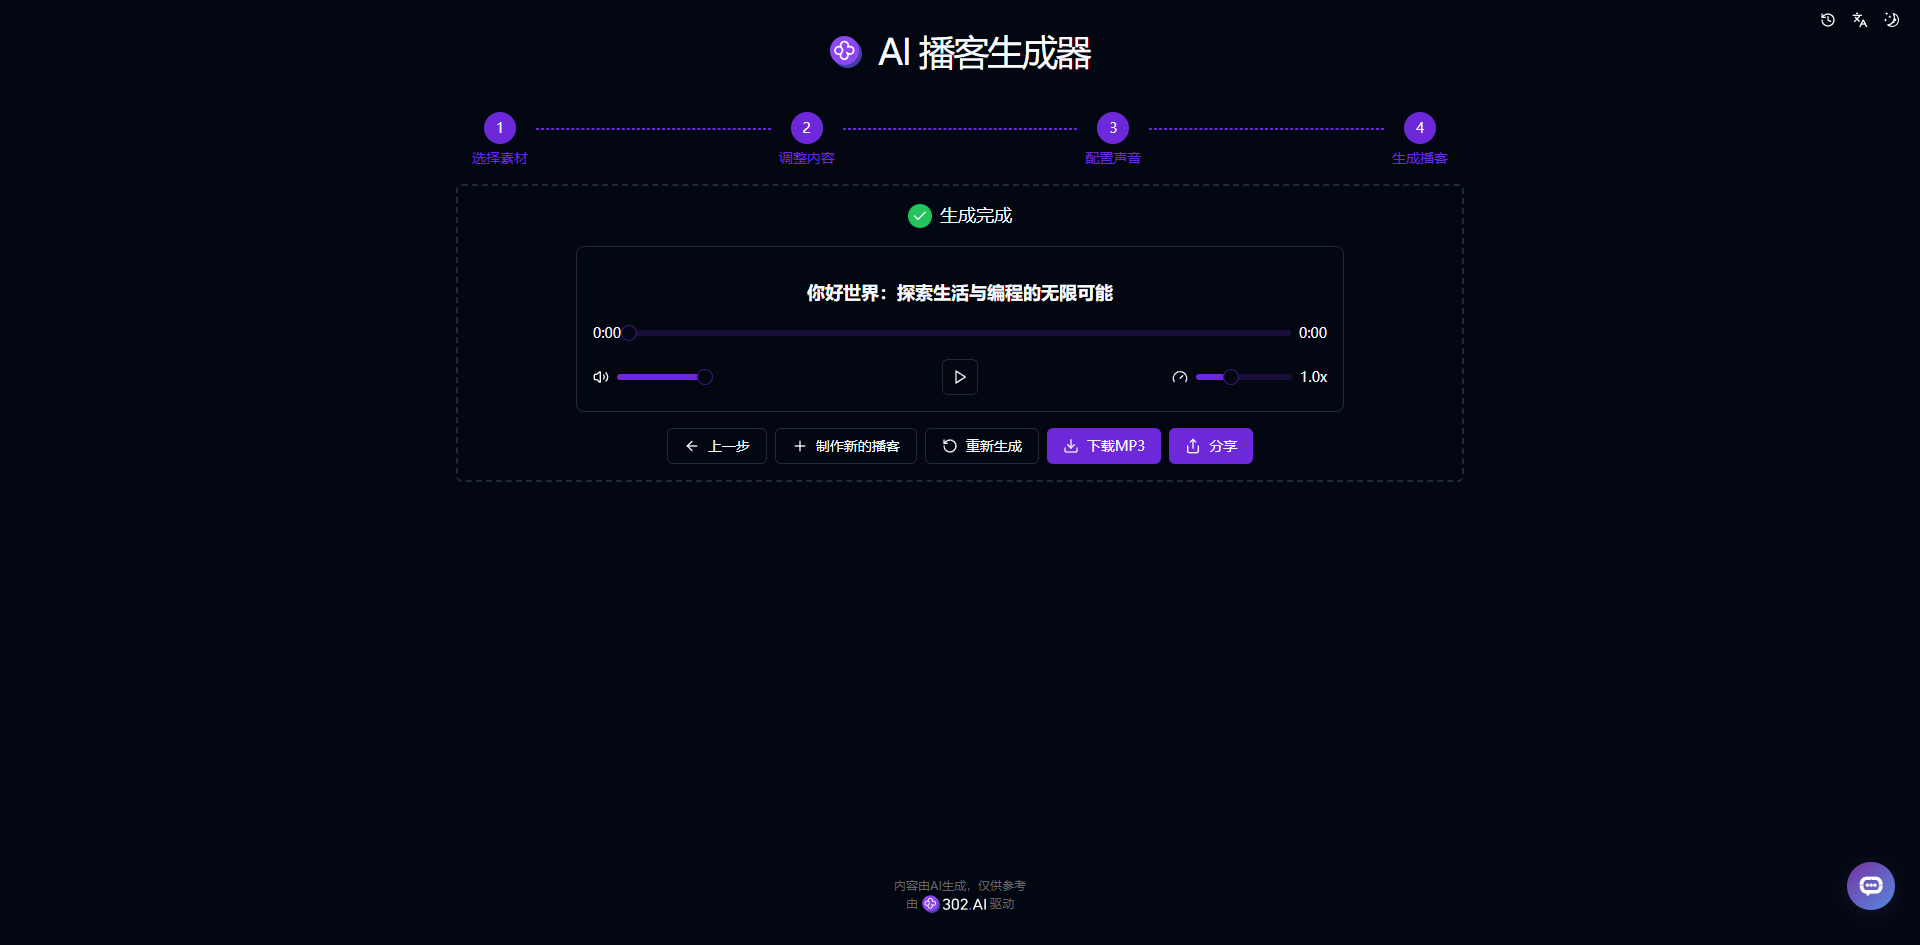 AI 播客生成器
1
2
3
4
选择素材
调整内容
配置声音
生成播客
生成完成
你好世界：探索生活与编程的无限可能
0:00
0:00
1.0x
上一步
制作新的播客
重新生成
下载MP3
分享
内容由AI生成，仅供参考
由 302.AI 驱动